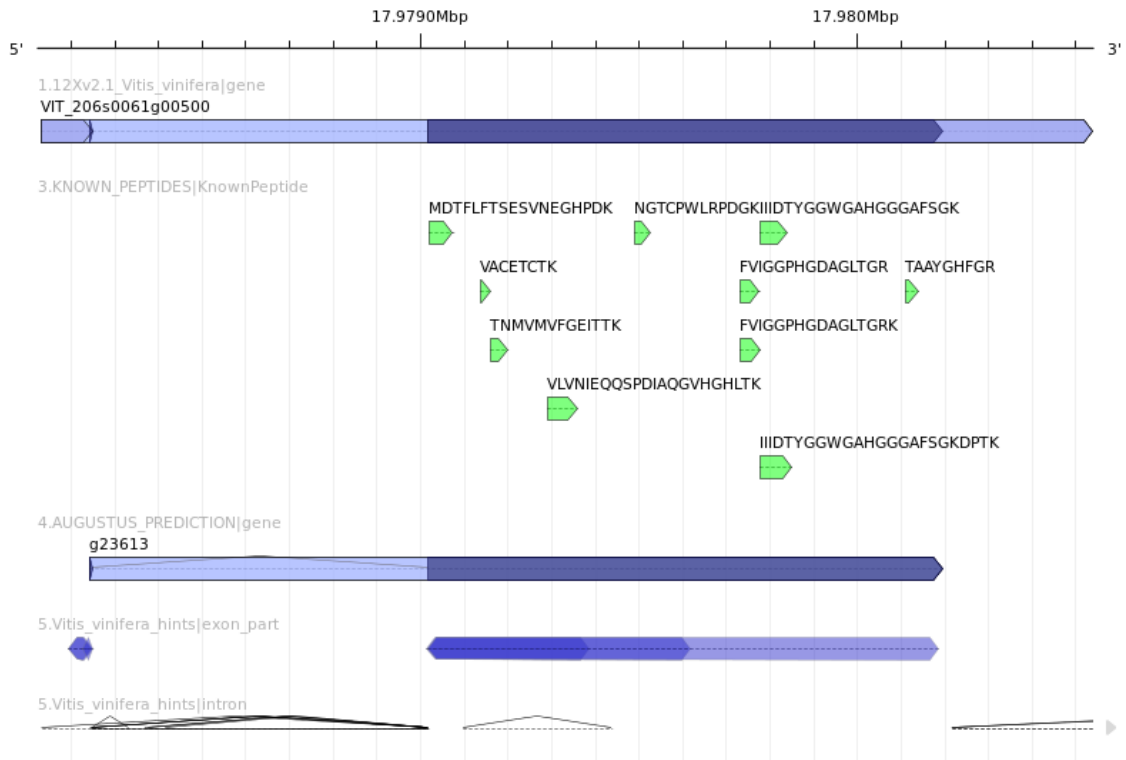 17.9790Mbp 17.980Mbp
5' 3'
1.12Xv2.1_Vitis_vinifera|gene
VIT_206s0061g00500
3.KNOWN_PEPTIDES|KnownPeptide
MDTFLFTSESVNEGHPDK NGTCPWLRPDGKIIIDTYGGWGAHGGGAFSGK
VACETCTK FVIGGPHGDAGLTGR TAAYGHFGR
TNMVMVFGEITTK FVIGGPHGDAGLTGRK
VLVNIEQQSPDIAQGVHGHLTK
IIIDTYGGWGAHGGGAFSGKDPTK
4.AUGUSTUS_PREDICTION|gene
g23613
5.Vitis_vinifera_hints|exon_part
5.Vitis_vinifera_hints|intron